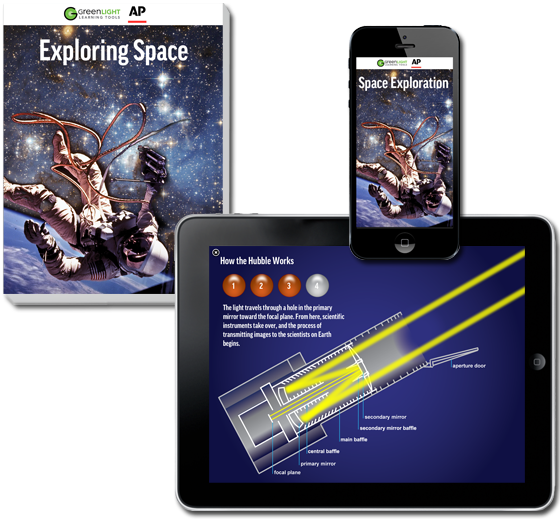 GREENLIGHT
LEARNING TOOLS
AP
Exploring Space
GREENLIGHT
LEARNING TOOLS
AP
Space Exploration
How the Hubble Works
1 2 3 4
The light travels through a hole in the primary
mirror toward the focal plane. From here, scientific
instruments take over, and the process of
transmitting images to the scientists on Earth
begins.
aperture door
secondary mirror
secondary mirror baffle
main baffle
central baffle
primary mirror
focal plane